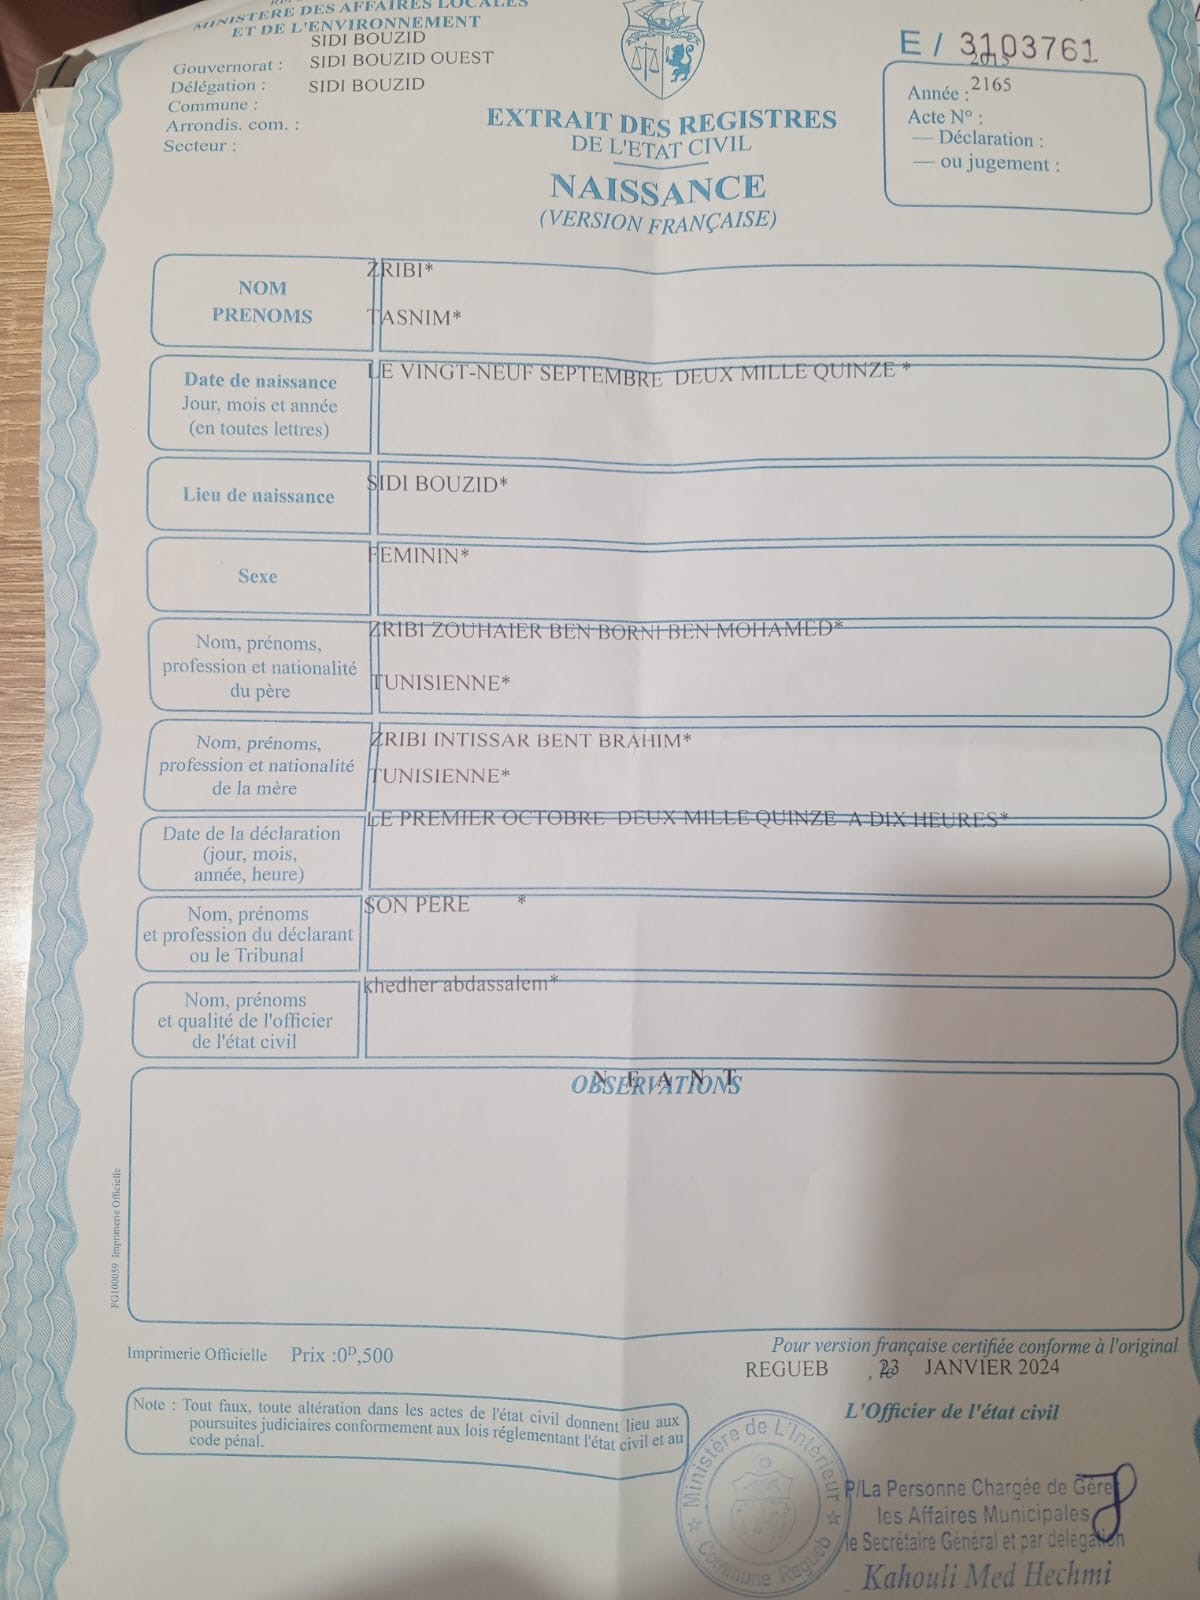 MINISTERE DES AFFAIRES LOCALES
ET DE L'ENVIRONNEMENT
SIDI BOUZID
Gouvernorat : SIDI BOUZID OUEST
Délégation : SIDI BOUZID
Commune :
Arrondis. com. :
Secteur :
E / 3103761
2015
Année : 2165
Acte N° :
— Déclaration :
— ou jugement :
EXTRAIT DES REGISTRES
DE L'ETAT CIVIL
NAISSANCE
(VERSION FRANÇAISE)
NOM
PRENOMS
ZRIBI*
TASNIM*
Date de naissance
Jour, mois et année
(en toutes lettres)
LE VINGT-NEUF SEPTEMBRE DEUX MILLE QUINZE *
Lieu de naissance
SIDI BOUZID*
Sexe
FEMININ*
Nom, prénoms,
profession et nationalité
du père
ZRIBI ZOUHAIER BEN BORNI BEN MOHAMED*
TUNISIENNE*
Nom, prénoms,
profession et nationalité
de la mère
ZRIBI INTISSAR BENT BRAHIM*
TUNISIENNE*
Date de la déclaration
(jour, mois,
année, heure)
LE PREMIER OCTOBRE DEUX MILLE QUINZE A DIX HEURES*
Nom, prénoms
et profession du déclarant
ou le Tribunal
SON PERE *
Nom, prénoms
et qualité de l'officier
de l'état civil
khedher abdassalem*
OBSERVATIONS
N E A N T
FG100059 Imprimerie Officielle
Imprimerie Officielle Prix :0ᴰ,500
Pour version française certifiée conforme à l'original
REGUEB , 23 JANVIER 2024
L'Officier de l'état civil
Note : Tout faux, toute altération dans les actes de l'état civil donnent lieu aux
poursuites judiciaires conformement aux lois réglementant l'état civil et au
code pénal.
Ministère de L'Intérieur
Commune Regueb
P/La Personne Chargée de Gérer
les Affaires Municipales
le Secrétaire Général et par délégation
Kahouli Med Hechmi